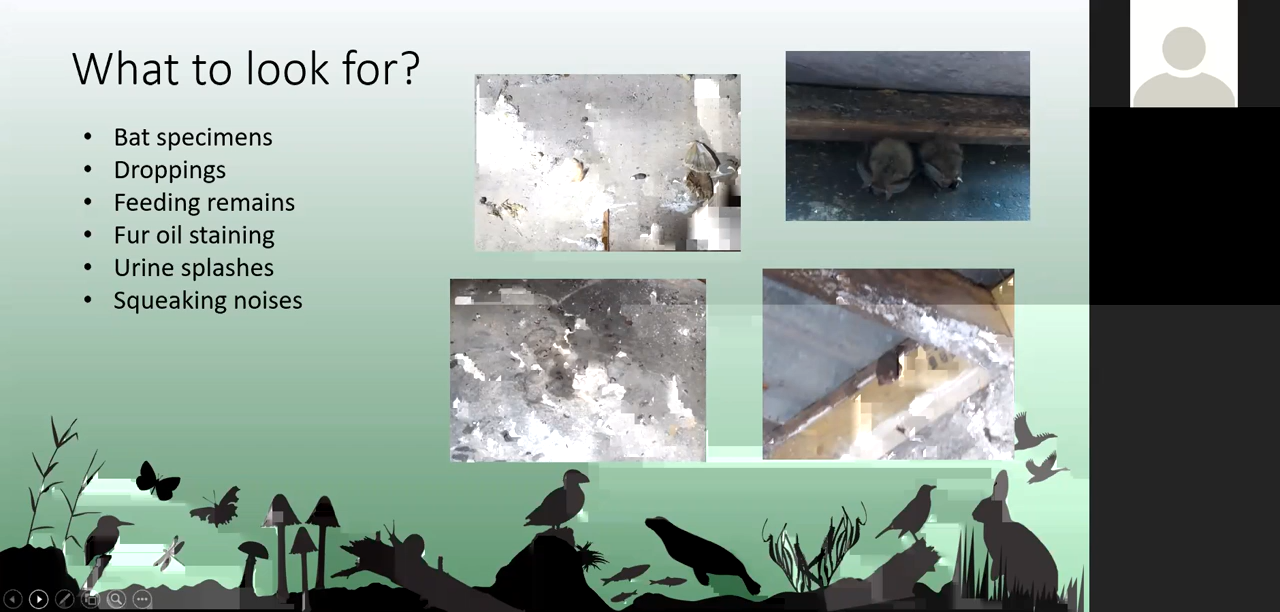 What to look for?
• Bat specimens
• Droppings
• Feeding remains
• Fur oil staining
• Urine splashes
• Squeaking noises